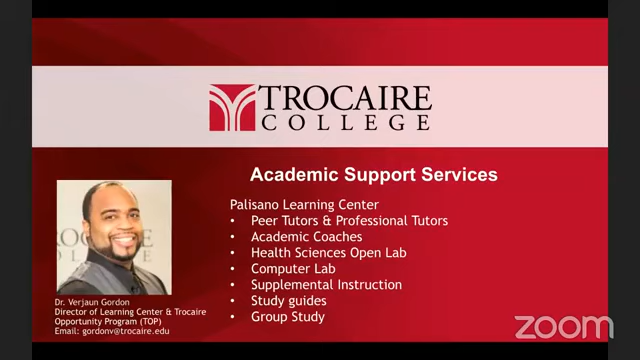 TROCAIRE
COLLEGE
Academic Support Services
Palisano Learning Center
• Peer Tutors & Professional Tutors
• Academic Coaches
• Health Sciences Open Lab
• Computer Lab
• Supplemental Instruction
• Study guides
• Group Study
Dr. Verjaun Gordon
Director of Learning Center & Trocaire
Opportunity Program (TOP)
Email: gordonv@trocaire.edu
zoom